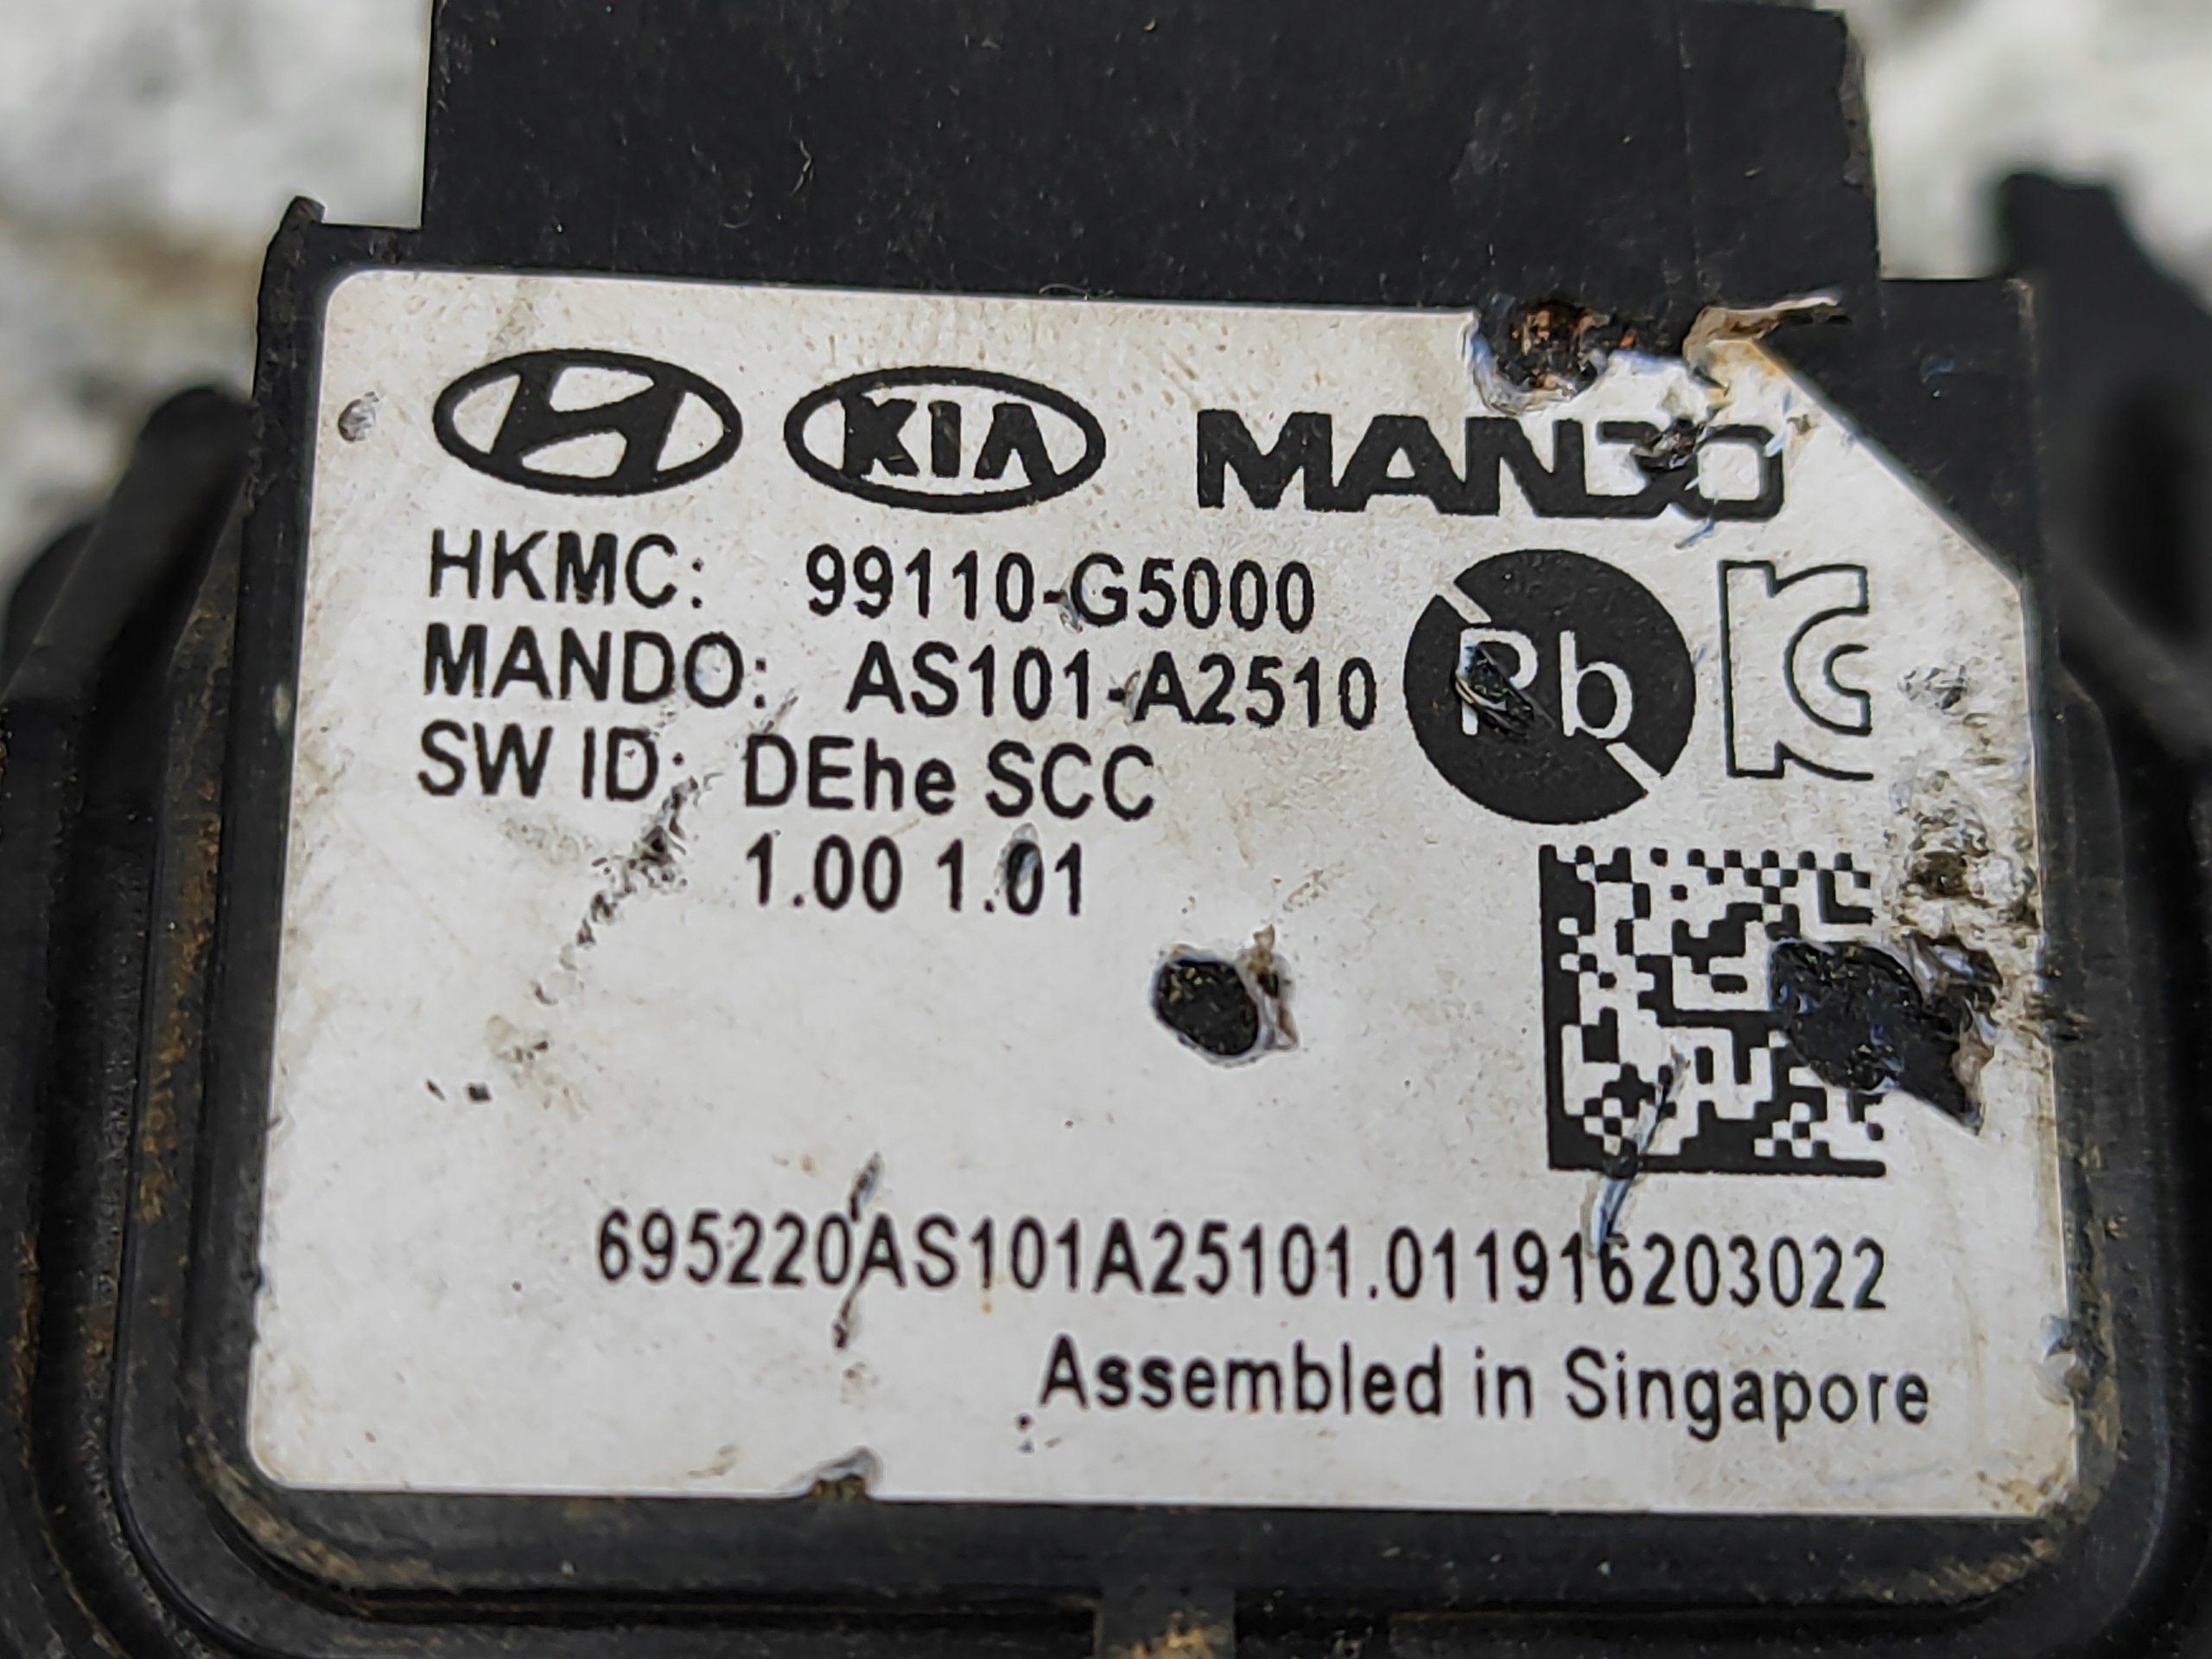 KIA MANDO
HKMC: 99110-G5000
MANDO: AS101-A2510
Pb
SW ID: DEhe SCC
1.00 1.01
695220AS101A25101.011916203022
Assembled in Singapore